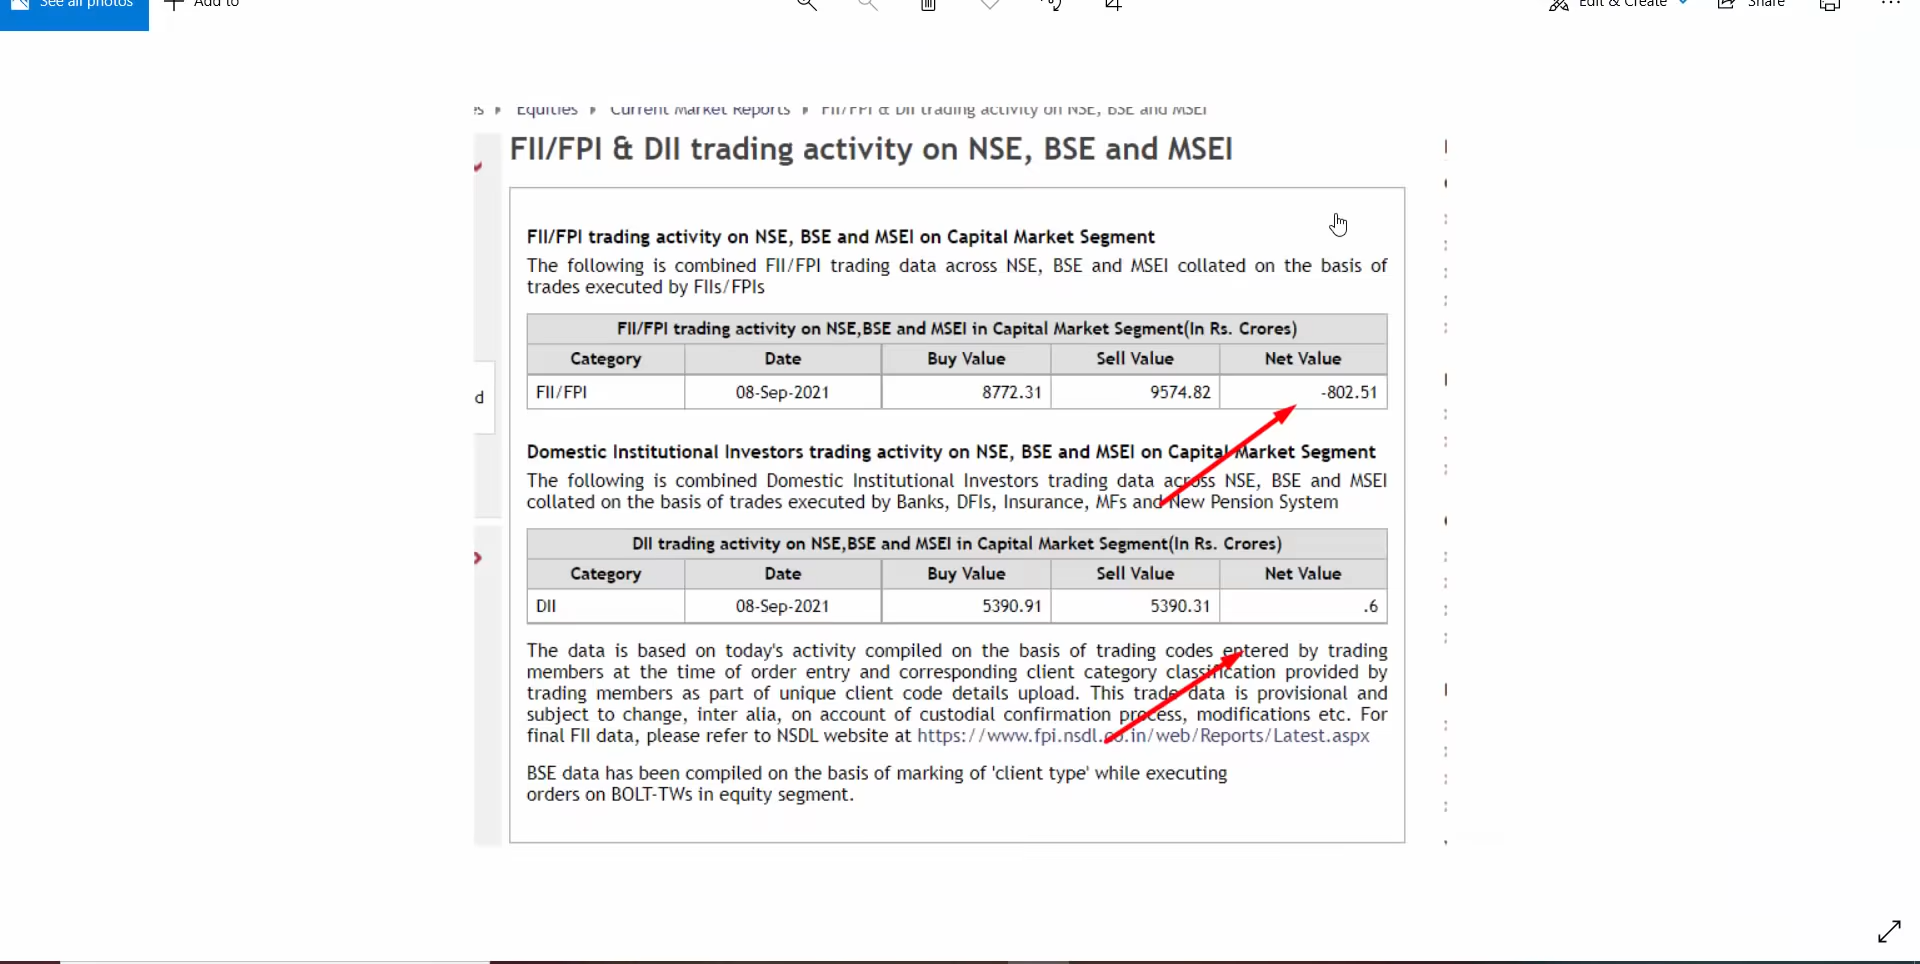 See all photos
Add to
Edit & Create
Share
Equities
Current Market Reports
FII/FPI & DII trading activity on NSE, BSE and MSEI
FII/FPI & DII trading activity on NSE, BSE and MSEI
FII/FPI trading activity on NSE, BSE and MSEI on Capital Market Segment
The following is combined FII/FPI trading data across NSE, BSE and MSEI collated on the basis of
trades executed by FIIs/FPIs
FII/FPI trading activity on NSE,BSE and MSEI in Capital Market Segment(In Rs. Crores)
Category Date Buy Value Sell Value Net Value
FII/FPI 08-Sep-2021 8772.31 9574.82 -802.51
d
Domestic Institutional Investors trading activity on NSE, BSE and MSEI on Capital Market Segment
The following is combined Domestic Institutional Investors trading data across NSE, BSE and MSEI
collated on the basis of trades executed by Banks, DFIs, Insurance, MFs and New Pension System
DII trading activity on NSE,BSE and MSEI in Capital Market Segment(In Rs. Crores)
Category Date Buy Value Sell Value Net Value
DII 08-Sep-2021 5390.91 5390.31 .6
The data is based on today's activity compiled on the basis of trading codes entered by trading
members at the time of order entry and corresponding client category classification provided by
trading members as part of unique client code details upload. This trade data is provisional and
subject to change, inter alia, on account of custodial confirmation process, modifications etc. For
final FII data, please refer to NSDL website at https://www.fpi.nsdl.co.in/web/Reports/Latest.aspx
BSE data has been compiled on the basis of marking of 'client type' while executing
orders on BOLT-TWs in equity segment.